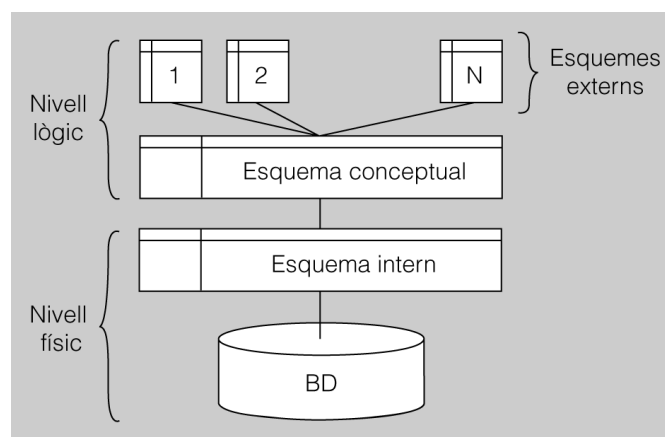 1
2
N
Esquemes
externs
Nivell
lògic
Esquema conceptual
Esquema intern
Nivell
físic
BD